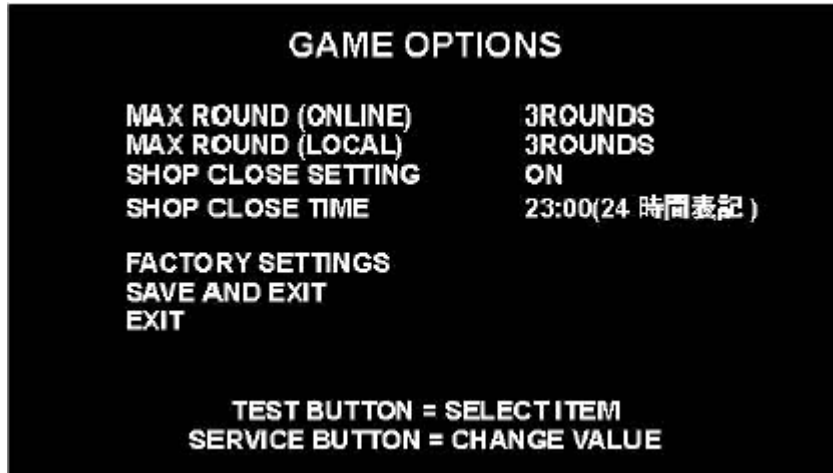 GAME OPTIONS
MAX ROUND (ONLINE) 3ROUNDS
MAX ROUND (LOCAL) 3ROUNDS
SHOP CLOSE SETTING ON
SHOP CLOSE TIME 23:00(24 時間表記 )
FACTORY SETTINGS
SAVE AND EXIT
EXIT
TEST BUTTON = SELECT ITEM
SERVICE BUTTON = CHANGE VALUE